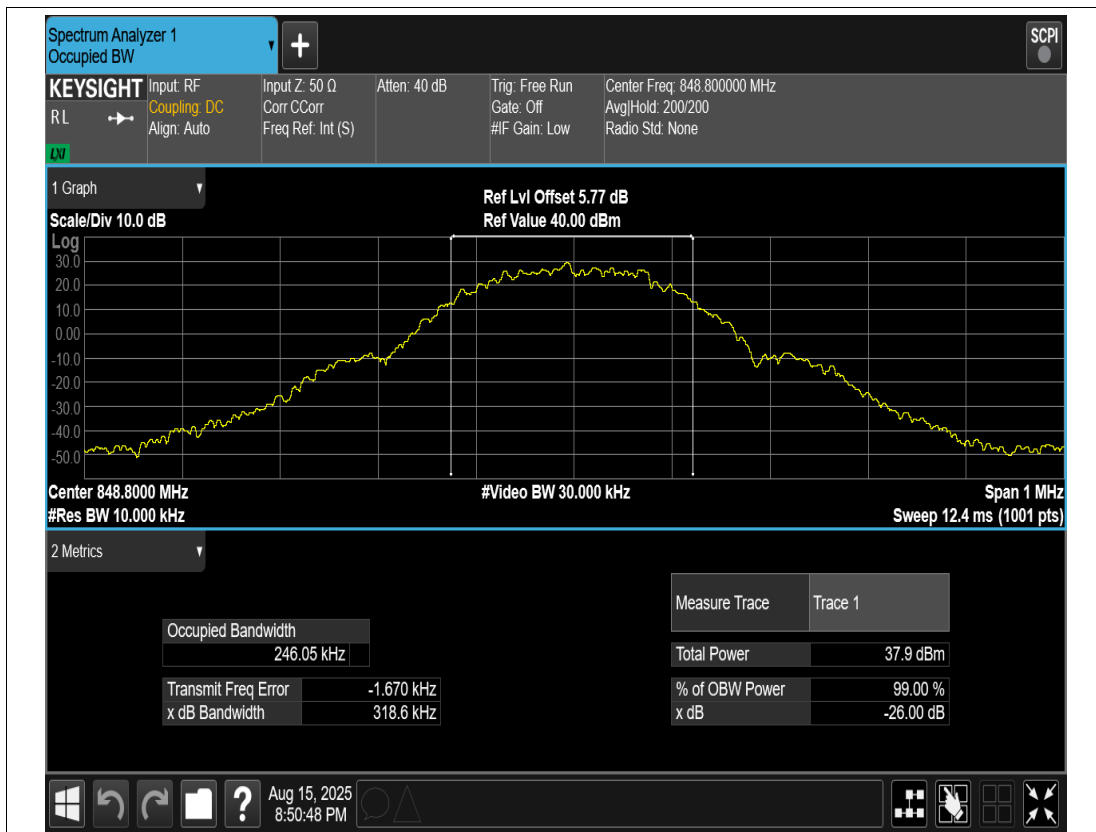 Spectrum Analyzer 1
Occupied BW
+
SCPI
KEYSIGHT
RL
LXI
Input: RF
Coupling: DC
Align: Auto
Input Z: 50 Ω
Corr CCorr
Freq Ref: Int (S)
Atten: 40 dB
Trig: Free Run
Gate: Off
#IF Gain: Low
Center Freq: 848.800000 MHz
Avg|Hold: 200/200
Radio Std: None
1 Graph
Scale/Div 10.0 dB
Ref Lvl Offset 5.77 dB
Ref Value 40.00 dBm
Log
30.0
20.0
10.0
0.00
-10.0
-20.0
-30.0
-40.0
-50.0
Center 848.8000 MHz
#Video BW 30.000 kHz
Span 1 MHz
#Res BW 10.000 kHz
Sweep 12.4 ms (1001 pts)
2 Metrics
Measure Trace Trace 1
Occupied Bandwidth
246.05 kHz
Total Power 37.9 dBm
Transmit Freq Error -1.670 kHz
% of OBW Power 99.00 %
x dB Bandwidth 318.6 kHz
x dB -26.00 dB
?
Aug 15, 2025
8:50:48 PM